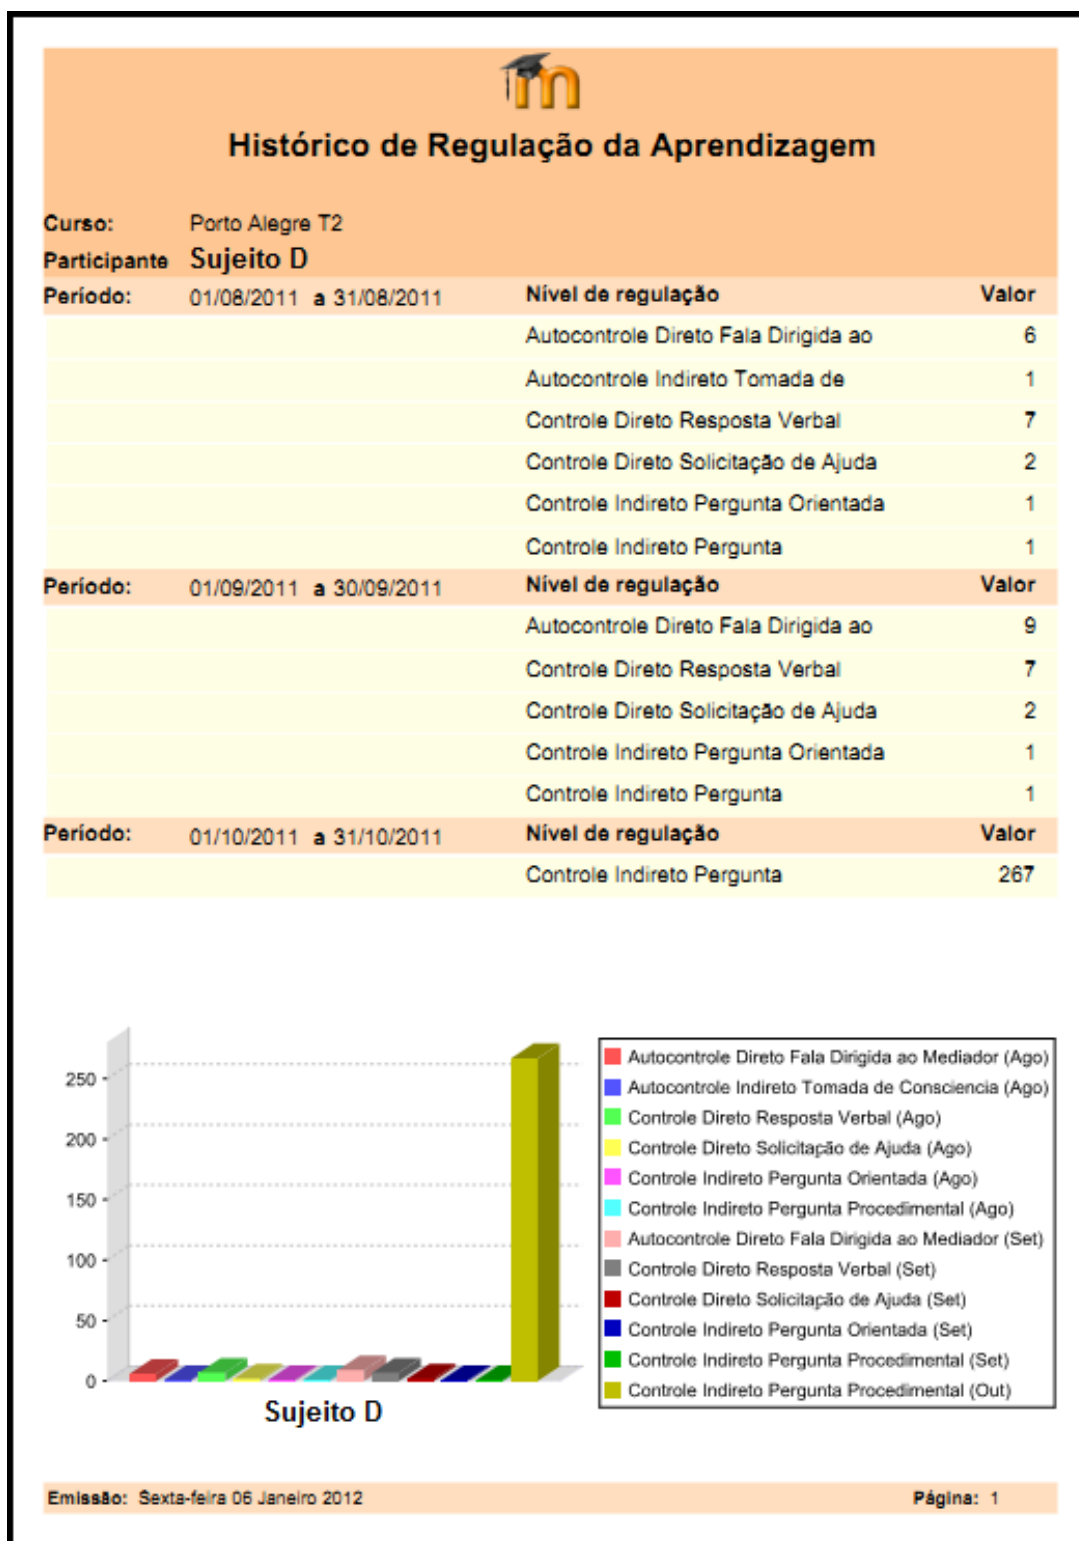 m
Histórico de Regulação da Aprendizagem
Curso: Porto Alegre T2
Participante Sujeito D
Período: 01/08/2011 a 31/08/2011 Nível de regulação Valor
Autocontrole Direto Fala Dirigida ao 6
Autocontrole Indireto Tomada de 1
Controle Direto Resposta Verbal 7
Controle Direto Solicitação de Ajuda 2
Controle Indireto Pergunta Orientada 1
Controle Indireto Pergunta 1
Período: 01/09/2011 a 30/09/2011 Nível de regulação Valor
Autocontrole Direto Fala Dirigida ao 9
Controle Direto Resposta Verbal 7
Controle Direto Solicitação de Ajuda 2
Controle Indireto Pergunta Orientada 1
Controle Indireto Pergunta 1
Período: 01/10/2011 a 31/10/2011 Nível de regulação Valor
Controle Indireto Pergunta 267
250
200
150
100
50
0
Sujeito D
Autocontrole Direto Fala Dirigida ao Mediador (Ago)
Autocontrole Indireto Tomada de Consciencia (Ago)
Controle Direto Resposta Verbal (Ago)
Controle Direto Solicitação de Ajuda (Ago)
Controle Indireto Pergunta Orientada (Ago)
Controle Indireto Pergunta Procedimental (Ago)
Autocontrole Direto Fala Dirigida ao Mediador (Set)
Controle Direto Resposta Verbal (Set)
Controle Direto Solicitação de Ajuda (Set)
Controle Indireto Pergunta Orientada (Set)
Controle Indireto Pergunta Procedimental (Set)
Controle Indireto Pergunta Procedimental (Out)
Emissão: Sexta-feira 06 Janeiro 2012 Página: 1